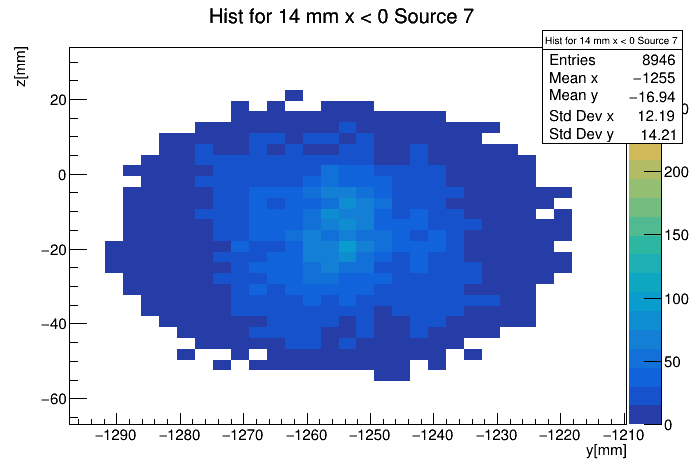 Hist for 14 mm x < 0 Source 7
z[mm]
Hist for 14 mm x < 0 Source 7
Entries 8946
Mean x −1255
Mean y −16.94
Std Dev x 12.19
Std Dev y 14.21
20
0
−20
−40
−60
0
200
150
100
50
0
−1290 −1280 −1270 −1260 −1250 −1240 −1230 −1220 −1210
y[mm]